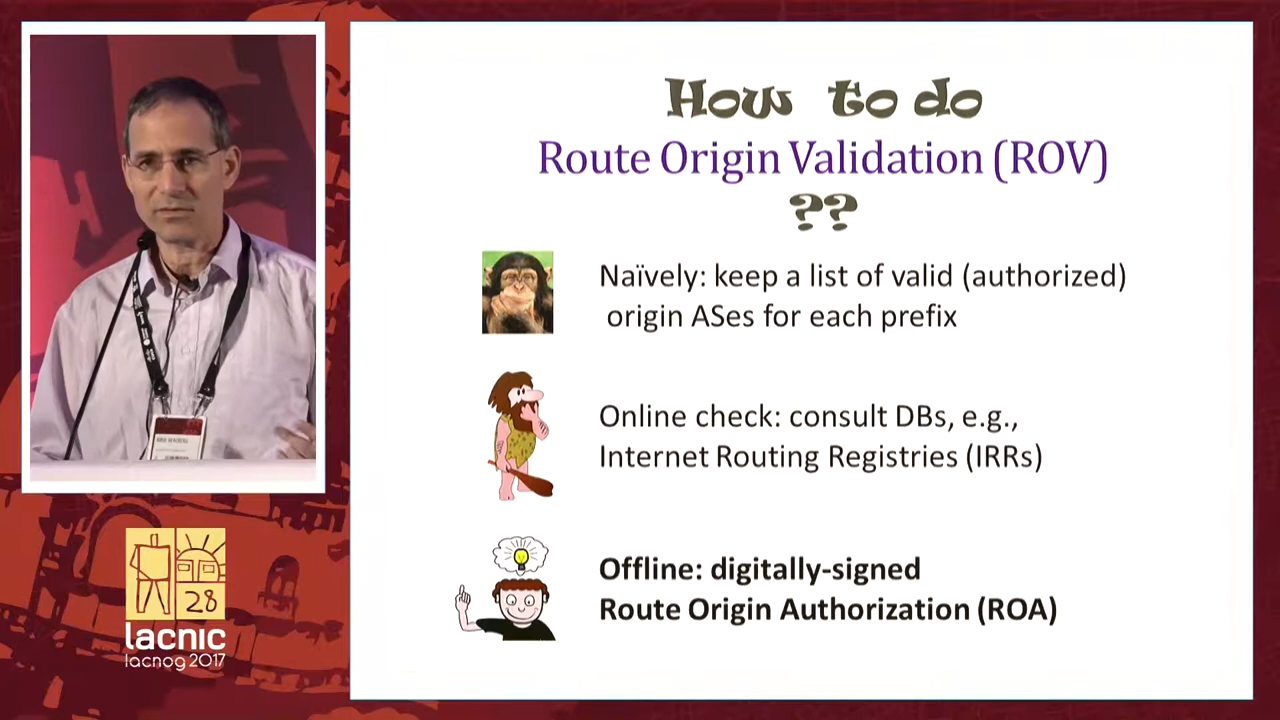 How to do
Route Origin Validation (ROV)
??
Naïvely: keep a list of valid (authorized)
origin ASes for each prefix
Online check: consult DBs, e.g.,
Internet Routing Registries (IRRs)
Offline: digitally-signed
Route Origin Authorization (ROA)
28
lacnic
lacnog 2017